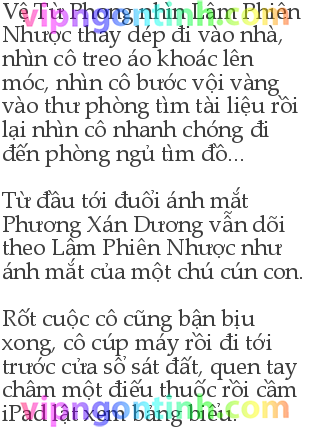 Vệ Tử Phong nhìn Lâm Phiên
Nhược thay dép đi vào nhà,
nhìn cô treo áo khoác lên
móc, nhìn cô bước vội vàng
vào thư phòng tìm tài liệu rồi
lại nhìn cô nhanh chóng đi
đến phòng ngủ tìm đồ...

Từ đầu tới đuổi ánh mắt
Phương Xán Dương vẫn dõi
theo Lâm Phiên Nhược như
ánh mắt của một chú cún con.

Rốt cuộc cô cũng bận bịu
xong, cô cúp máy rồi đi tới
trước cửa sổ sát đất, quen tay
châm một điếu thuốc rồi cầm
iPad lật xem bảng biểu.
vipngontinh.com
vipngontinh.com